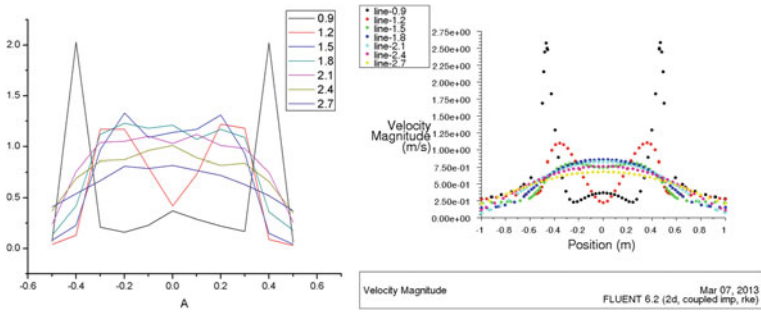 2.0
1.5
1.0
0.5
0.0
-0.6 -0.4 -0.2 0.0 0.2 0.4 0.6
A
0.9
1.2
1.5
1.8
2.1
2.4
2.7
line-0.9
line-1.2
line-1.5
line-1.8
line-2.1
line-2.4
line-2.7
2.75e+00
2.50e+00
2.25e+00
2.00e+00
1.75e+00
1.50e+00
1.25e+00
1.00e+00
7.50e-01
5.00e-01
2.50e-01
0.00e+00
Velocity
Magnitude
(m/s)
-1 -0.8 -0.6 -0.4 -0.2 0 0.2 0.4 0.6 0.8 1
Position (m)
Velocity Magnitude Mar 07, 2013
FLUENT 6.2 (2d, coupled imp, rke)